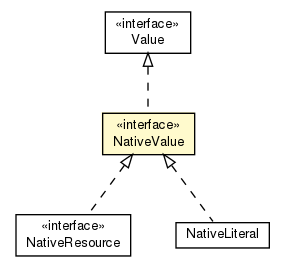 «interface»
Value
«interface»
NativeValue
«interface»
NativeResource
NativeLiteral